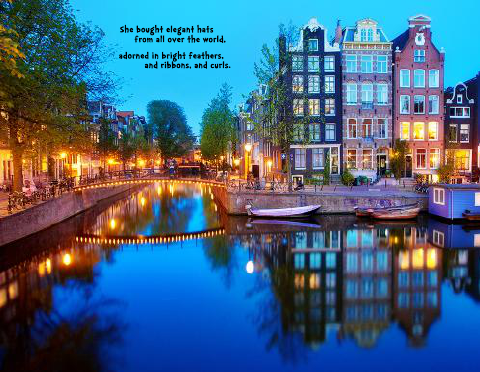 She bought elegant hats
from all over the world,
adorned in bright feathers,
and ribbons, and curls.